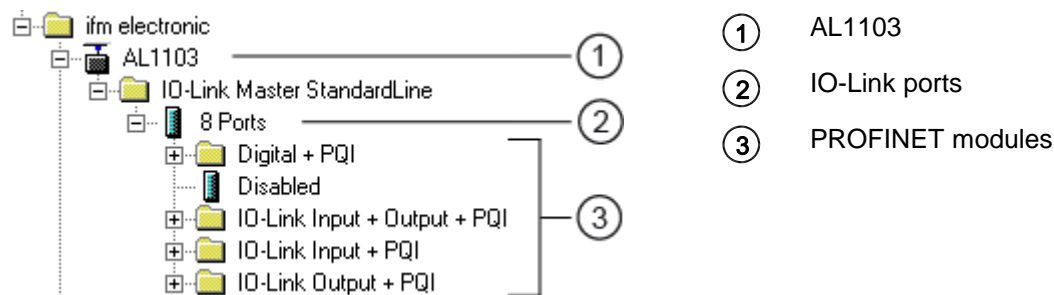 ifm electronic
AL1103
IO-Link Master StandardLine
8 Ports
Digital + PQI
Disabled
IO-Link Input + Output + PQI
IO-Link Input + PQI
IO-Link Output + PQI
1
2
3
1 AL1103
2 IO-Link ports
3 PROFINET modules